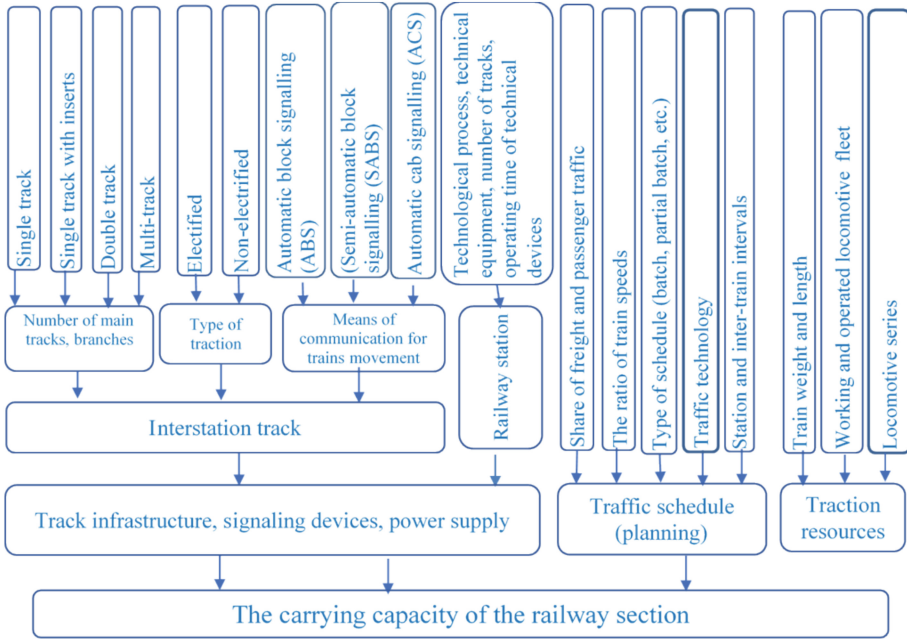 Single track
Single track with inserts
Double track
Multi-track
Electified
Non-electrified
Automatic block signalling
(ABS)
(Semi-automatic block
signalling (SABS)
Automatic cab signalling (ACS)
Technological process, technical
equipment, number of tracks,
operating time of technical
devices
Share of freight and passenger traffic
The ratio of train speeds
Type of schedule (batch, partial batch, etc.)
Traffic technology
Station and inter-train intervals
Train weight and length
Working and operated locomotive fleet
Locomotive series
Number of main
tracks, branches
Type of
traction
Means of
communication for
trains movement
Railway station
Interstation track
Track infrastructure, signaling devices, power supply
Traffic schedule
(planning)
Traction
resources
The carrying capacity of the railway section